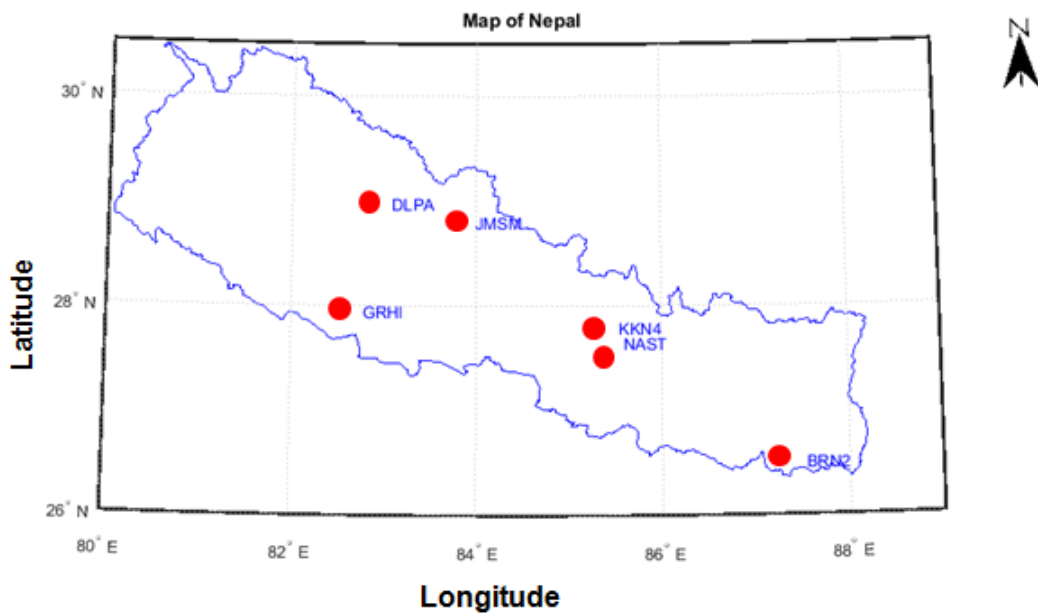 Map of Nepal
N
30° N
DLPA
JMSM
28° N
GRHI
KKN4
NAST
BRN2
26° N
80° E
82° E
84° E
86° E
88° E
Latitude
Longitude